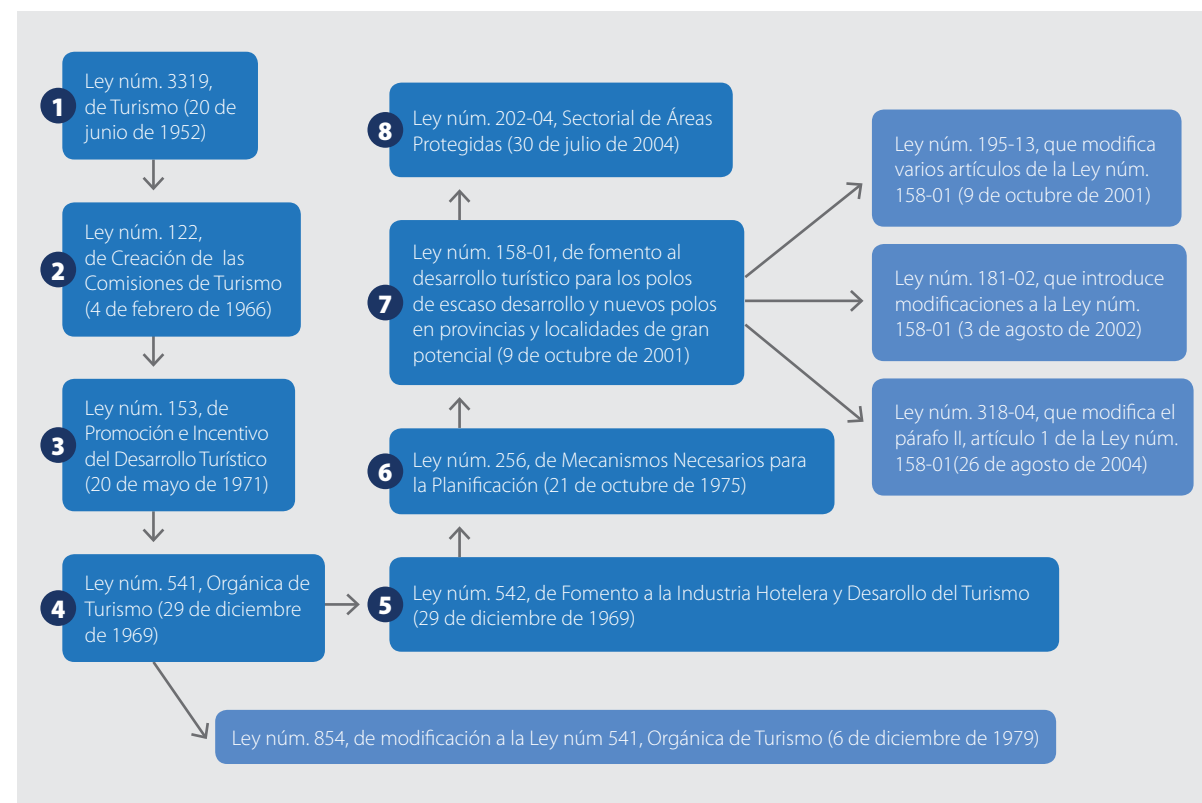 1
Ley núm. 3319,
de Turismo (20 de
junio de 1952)
2
Ley núm. 122,
de Creación de las
Comisiones de Turismo
(4 de febrero de 1966)
3
Ley núm. 153, de
Promoción e Incentivo
del Desarrollo Turístico
(20 de mayo de 1971)
4
Ley núm. 541, Orgánica de
Turismo (29 de diciembre
de 1969)
5
Ley núm. 542, de Fomento a la Industria Hotelera y Desarollo del Turismo
(29 de diciembre de 1969)
6
Ley núm. 256, de Mecanismos Necesarios para
la Planificación (21 de octubre de 1975)
7
Ley núm. 158-01, de fomento al
desarrollo turístico para los polos
de escaso desarrollo y nuevos polos
en provincias y localidades de gran
potencial (9 de octubre de 2001)
8
Ley núm. 202-04, Sectorial de Áreas
Protegidas (30 de julio de 2004)
Ley núm. 195-13, que modifica
varios artículos de la Ley núm.
158-01 (9 de octubre de 2001)
Ley núm. 181-02, que introduce
modificaciones a la Ley núm.
158-01 (3 de agosto de 2002)
Ley núm. 318-04, que modifica el
párafo II, artículo 1 de la Ley núm.
158-01(26 de agosto de 2004)
Ley núm. 854, de modificación a la Ley núm 541, Orgánica de Turismo (6 de diciembre de 1979)